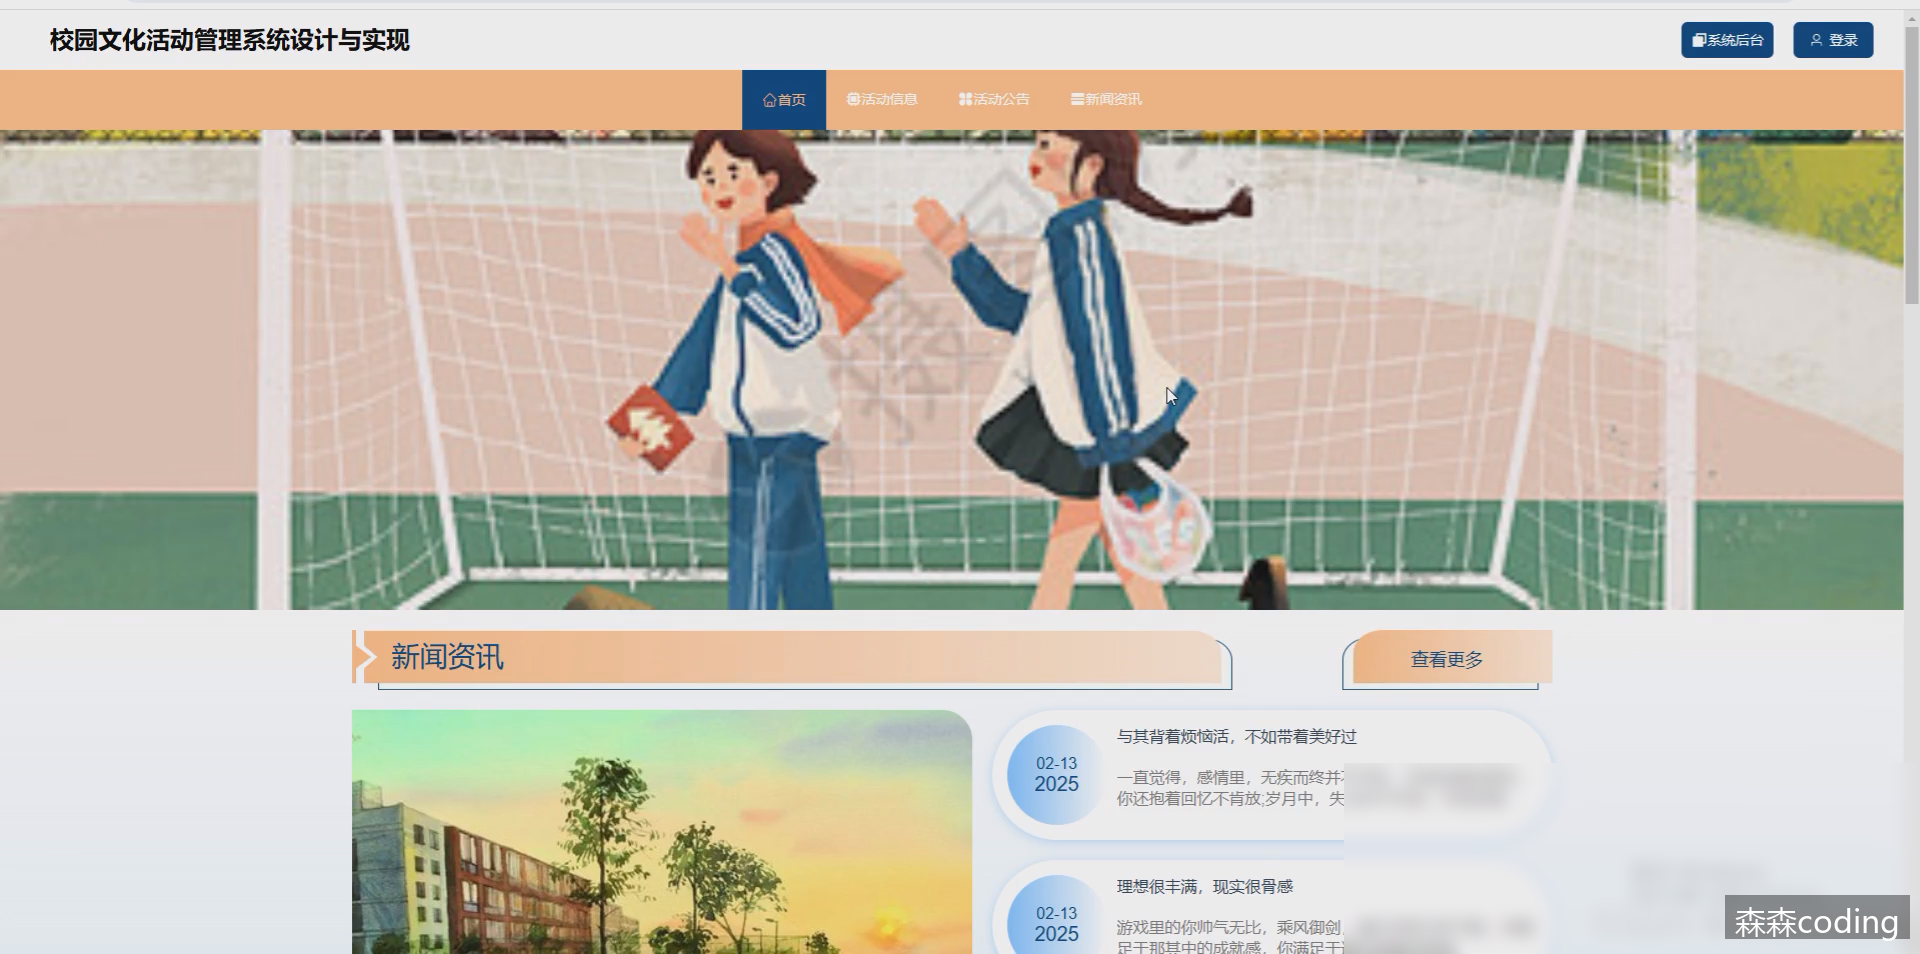 校园文化活动管理系统设计与实现
系统后台
登录
首页
活动信息
活动公告
新闻资讯
新闻资讯
查看更多
02-13
2025
与其背着烦恼活，不如带着美好过
一直觉得，感情里，无疾而终并
你还抱着回忆不肯放;岁月中，失
02-13
2025
理想很丰满，现实很骨感
游戏里的你帅气无比，乘风御剑，
足于那其中的成就感，你满足于
森森coding